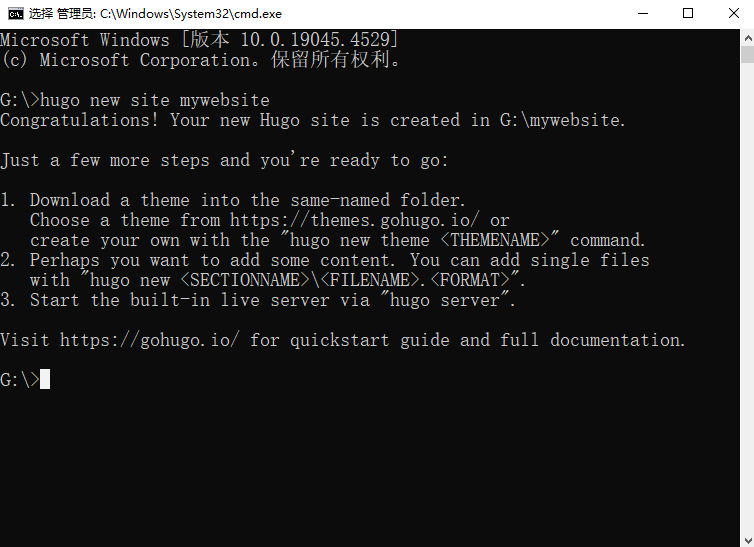 选择 管理员: C:\Windows\System32\cmd.exe
Microsoft Windows [版本 10.0.19045.4529]
(c) Microsoft Corporation。保留所有权利。
G:\>hugo new site mywebsite
Congratulations! Your new Hugo site is created in G:\mywebsite.
Just a few more steps and you're ready to go:
1. Download a theme into the same-named folder.
Choose a theme from https://themes.gohugo.io/ or
create your own with the "hugo new theme <THEMENAME>" command.
2. Perhaps you want to add some content. You can add single files
with "hugo new <SECTIONNAME>\<FILENAME>.<FORMAT>".
3. Start the built-in live server via "hugo server".
Visit https://gohugo.io/ for quickstart guide and full documentation.
G:\>